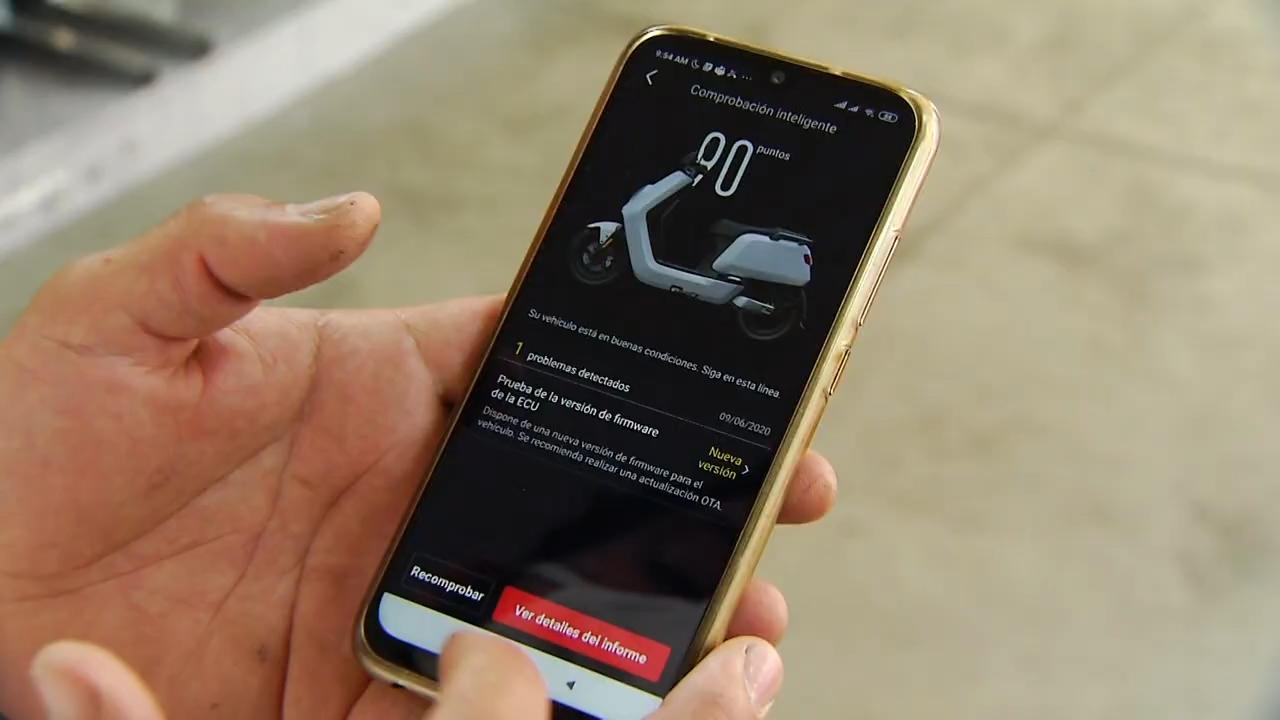 9:54 AM
Comprobación inteligente
90 puntos
Su vehículo está en buenas condiciones. Siga en esta línea.
1 problemas detectados
09/06/2020
Prueba de la versión de firmware
de la ECU
Nueva
versión
Dispone de una nueva versión de firmware para el
vehículo. Se recomienda realizar una actualización OTA.
Recomprobar
Ver detalles del informe